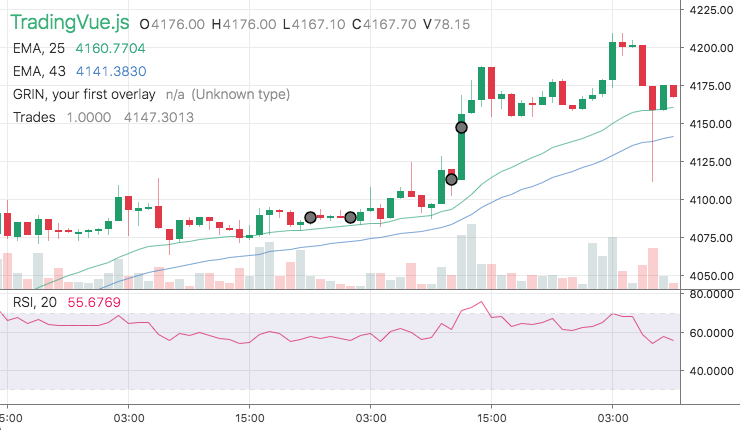 TradingVue.js O4176.00 H4176.00 L4167.10 C4167.70 V78.15
EMA, 25 4160.7704
EMA, 43 4141.3830
GRIN, your first overlay n/a (Unknown type)
Trades 1.0000 4147.3013
4225.00
4200.00
4175.00
4150.00
4125.00
4100.00
4075.00
4050.00
RSI, 20 55.6769
80.0000
60.0000
40.0000
5:00 03:00 15:00 03:00 15:00 03:00